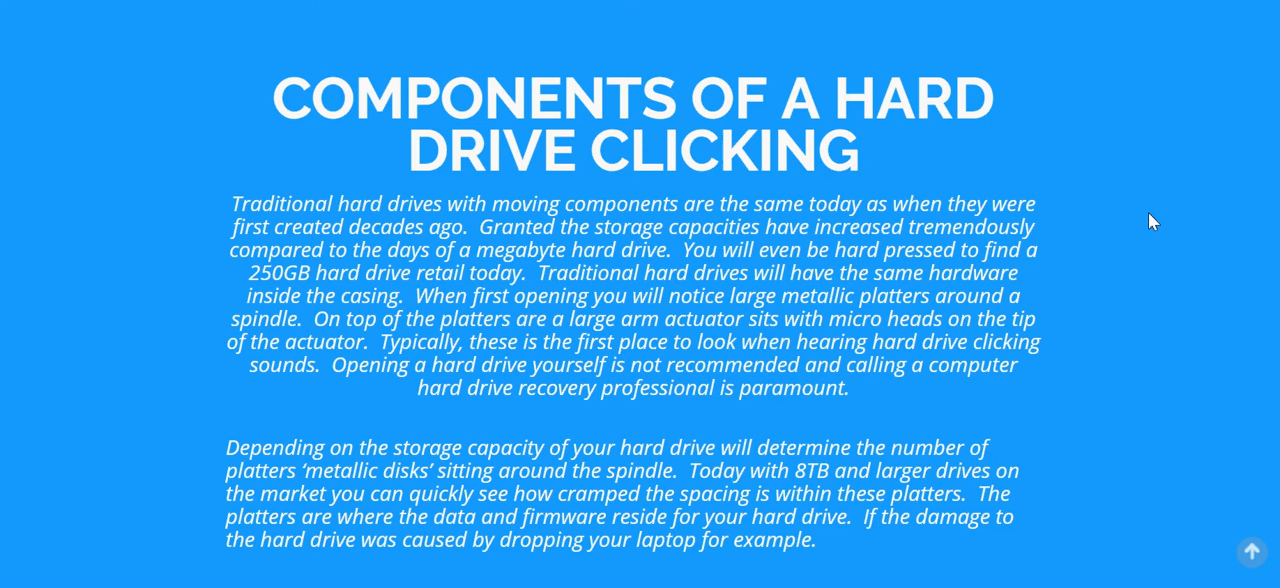 COMPONENTS OF A HARD
DRIVE CLICKING
Traditional hard drives with moving components are the same today as when they were
first created decades ago.  Granted the storage capacities have increased tremendously
compared to the days of a megabyte hard drive.  You will even be hard pressed to find a
250GB hard drive retail today.  Traditional hard drives will have the same hardware
inside the casing.  When first opening you will notice large metallic platters around a
spindle.  On top of the platters are a large arm actuator sits with micro heads on the tip
of the actuator.  Typically, these is the first place to look when hearing hard drive clicking
sounds.  Opening a hard drive yourself is not recommended and calling a computer
hard drive recovery professional is paramount.
Depending on the storage capacity of your hard drive will determine the number of
platters ‘metallic disks’ sitting around the spindle.  Today with 8TB and larger drives on
the market you can quickly see how cramped the spacing is within these platters.  The
platters are where the data and firmware reside for your hard drive.  If the damage to
the hard drive was caused by dropping your laptop for example.